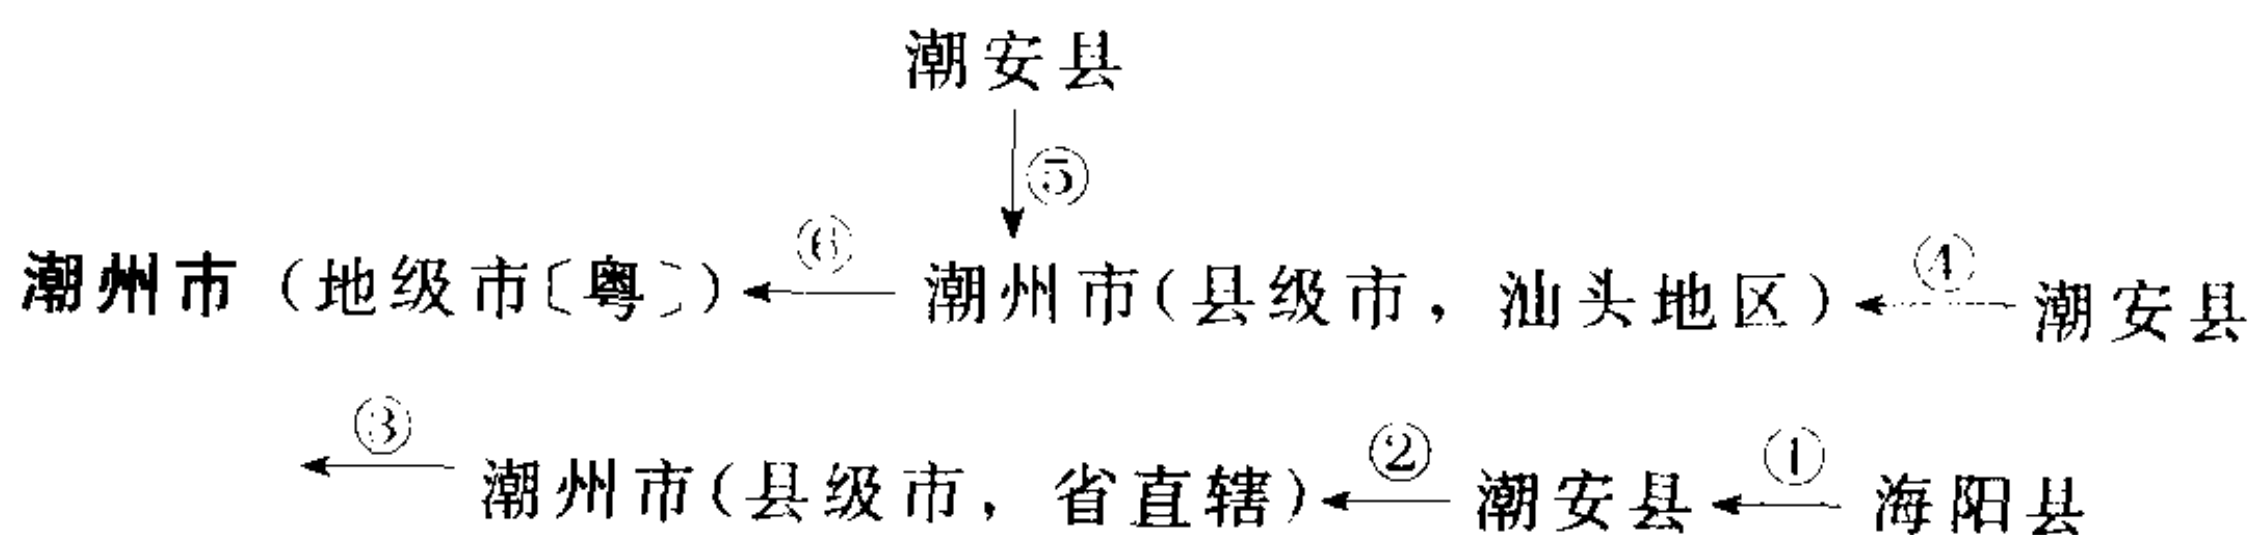 潮安县
⑤
潮州市（地级市〔粤〕）⑥潮州市(县级市，汕头地区)④潮安县
③潮州市(县级市，省直辖)②潮安县①海阳县